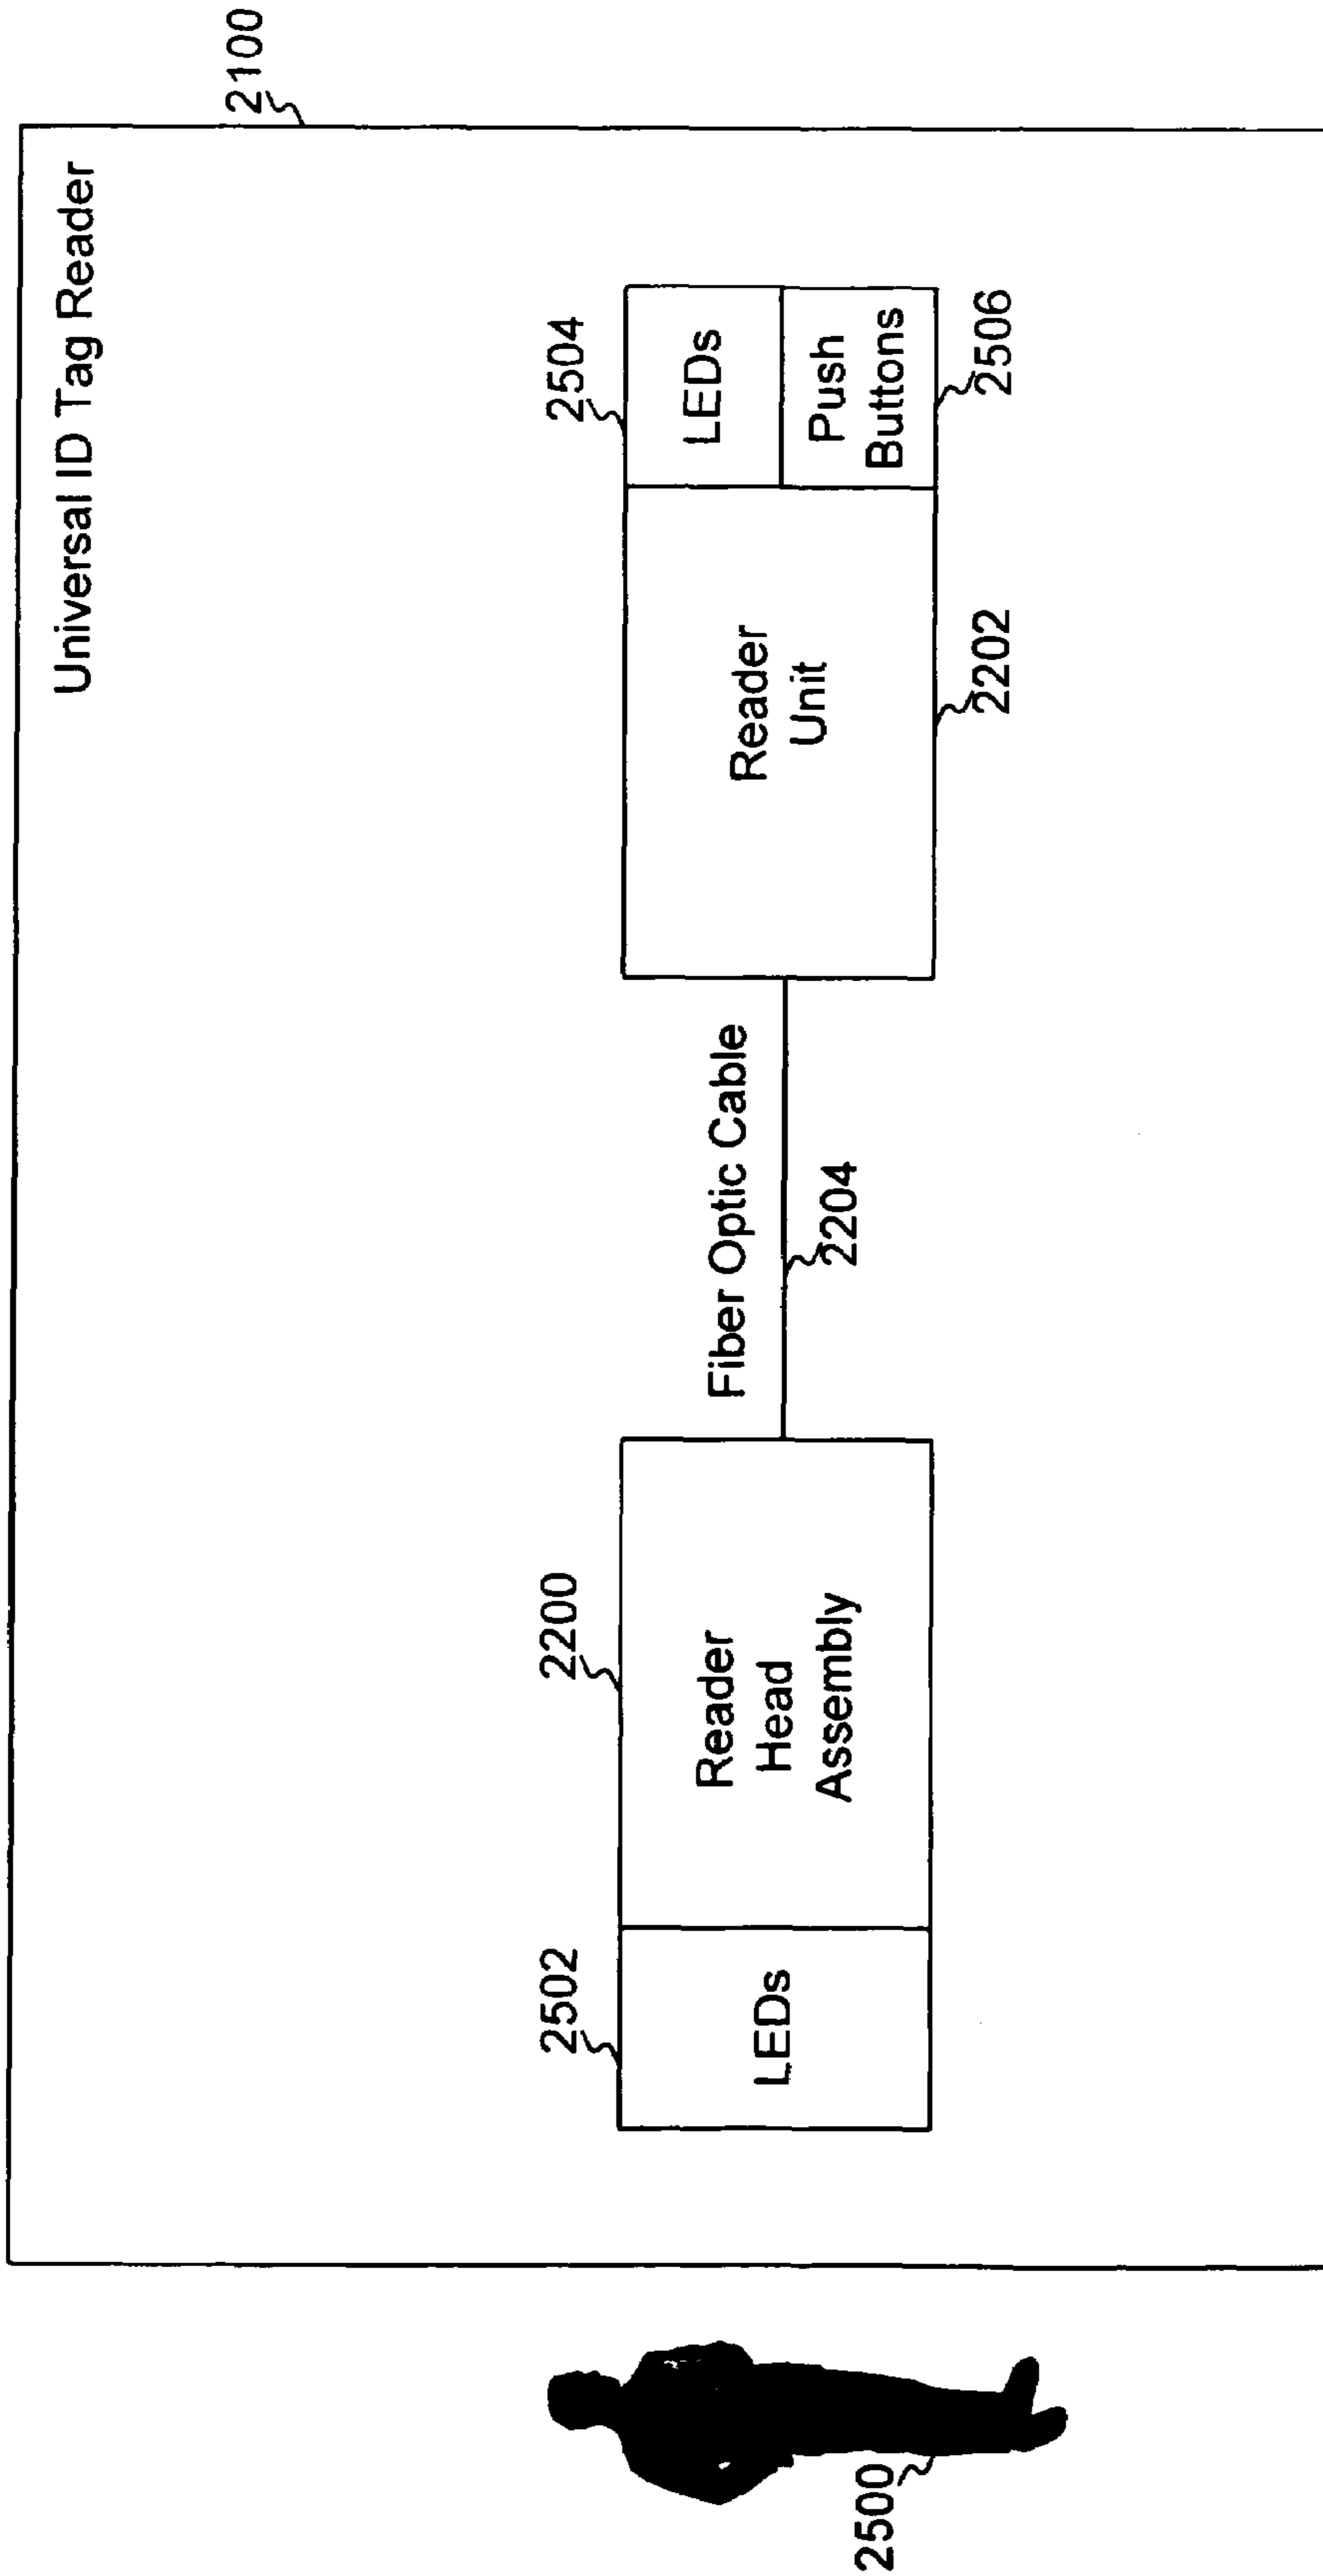 2100
Universal ID Tag Reader
2502
2200
2504
LEDs
Reader
Head
Assembly
Fiber Optic Cable
2204
Reader
Unit
LEDs
Push
Buttons
2202
2506
2500